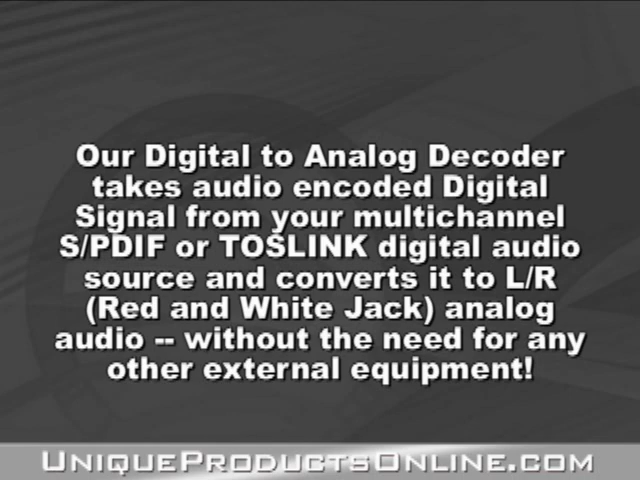 Our Digital to Analog Decoder
takes audio encoded Digital
Signal from your multichannel
S/PDIF or TOSLINK digital audio
source and converts it to L/R
(Red and White Jack) analog
audio -- without the need for any
other external equipment!
UniqueProductsOnline.com